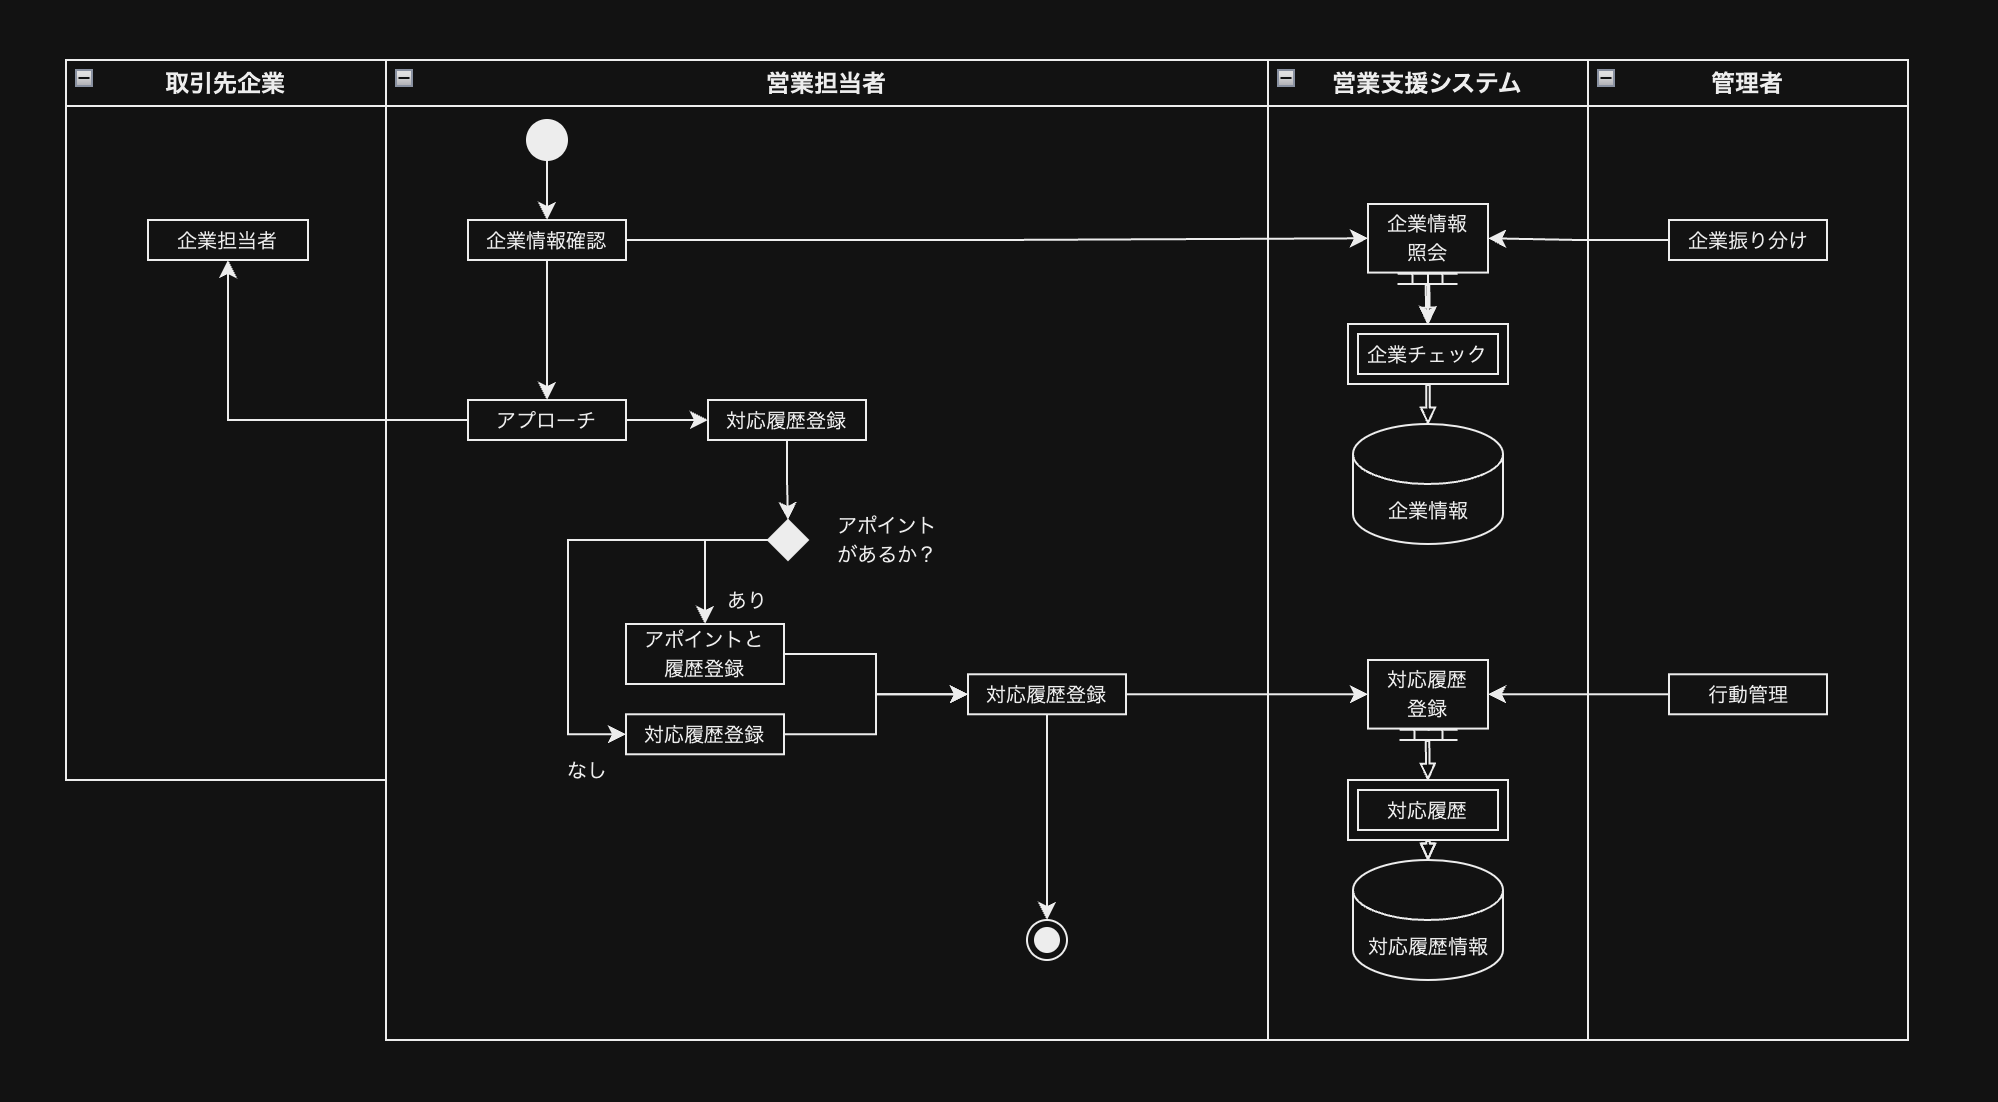 取引先企業
営業担当者
営業支援システム
管理者
企業担当者
企業情報確認
企業情報
照会
企業振り分け
企業チェック
アプローチ
対応履歴登録
企業情報
アポイント
があるか？
あり
アポイントと
履歴登録
対応履歴登録
なし
対応履歴登録
対応履歴
登録
行動管理
対応履歴
対応履歴情報